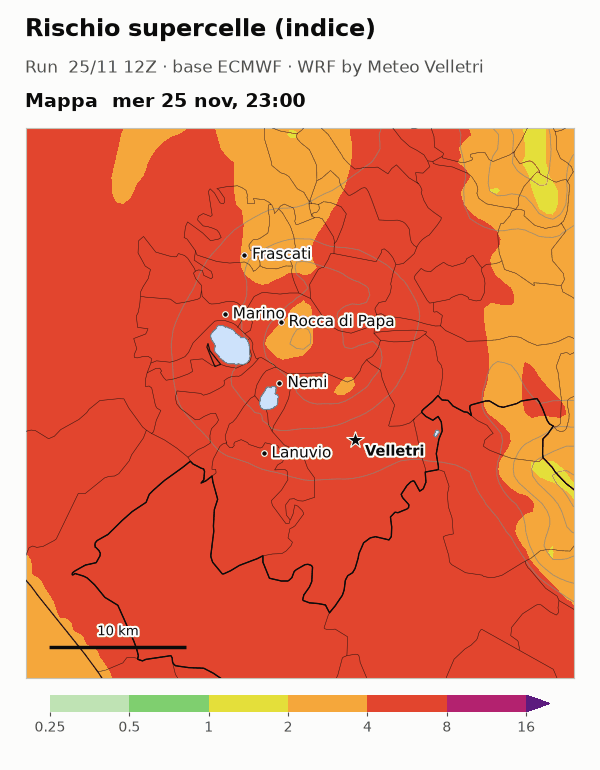 Rischio supercelle (indice)
Run  25/11 12Z · base ECMWF · WRF by Meteo Velletri
Mappa  mer 25 nov, 23:00
Frascati
Marino
Rocca di Papa
Nemi
Velletri
Lanuvio
10 km
0.25 0.5 1 2 4 8 16